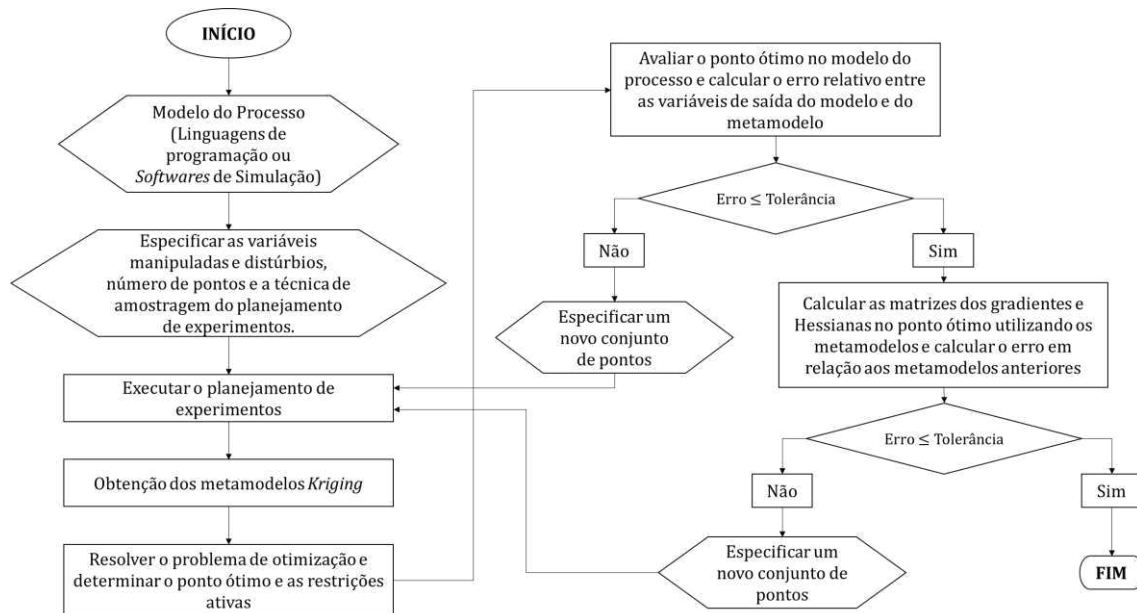 INÍCIO
Modelo do Processo
(Linguagens de
programação ou
Softwares de Simulação)
Especificar as variáveis
manipuladas e distúrbios,
número de pontos e a técnica de
amostragem do planejamento
de experimentos.
Executar o planejamento de
experimentos
Obtenção dos metamodelos Kriging
Resolver o problema de otimização e
determinar o ponto ótimo e as restrições
ativas
Avaliar o ponto ótimo no modelo do
processo e calcular o erro relativo entre
as variáveis de saída do modelo e do
metamodelo
Erro ≤ Tolerância
Não
Sim
Especificar um
novo conjunto
de pontos
Calcular as matrizes dos gradientes e
Hessianas no ponto ótimo utilizando os
metamodelos e calcular o erro em
relação aos metamodelos anteriores
Erro ≤ Tolerância
Não
Sim
Especificar um
novo conjunto de
pontos
FIM